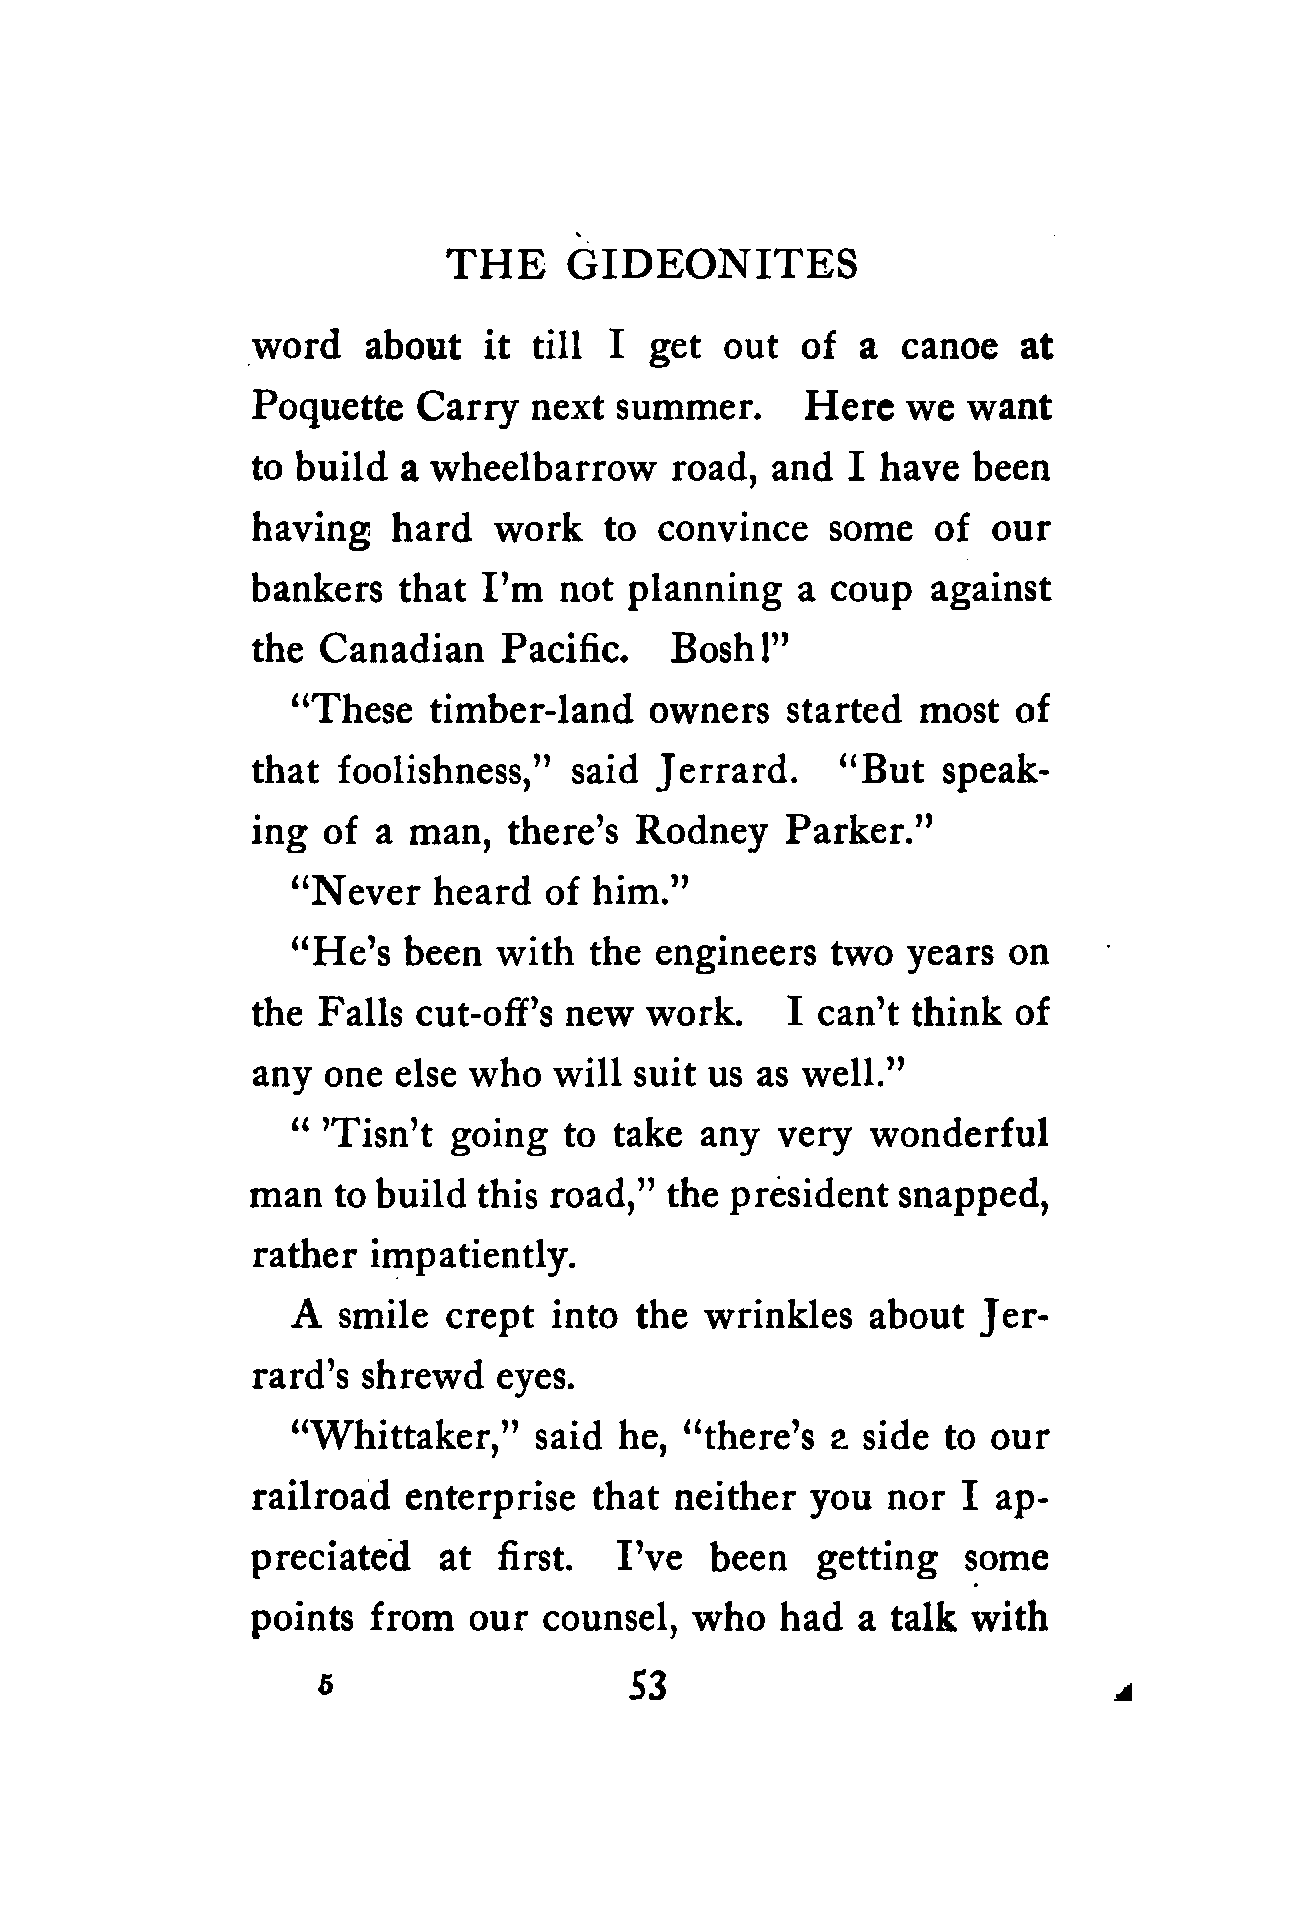 THE GIDEONITES
word about it till I get out of a canoe at
Poquette Carry next summer. Here we want
to build a wheelbarrow road, and I have been
having hard work to convince some of our
bankers that I'm not planning a coup against
the Canadian Pacific. Bosh!”
“These timber-land owners started most of
that foolishness,” said Jerrard. “But speak-
ing of a man, there's Rodney Parker.”
“Never heard of him.”
“He's been with the engineers two years on
the Falls cut-off's new work. I can't think of
any one else who will suit us as well.”
“ ’Tisn't going to take any very wonderful
man to build this road,” the president snapped,
rather impatiently.
A smile crept into the wrinkles about Jer-
rard's shrewd eyes.
“Whittaker,” said he, “there's a side to our
railroad enterprise that neither you nor I ap-
preciated at first. I've been getting some
points from our counsel, who had a talk with
5 53